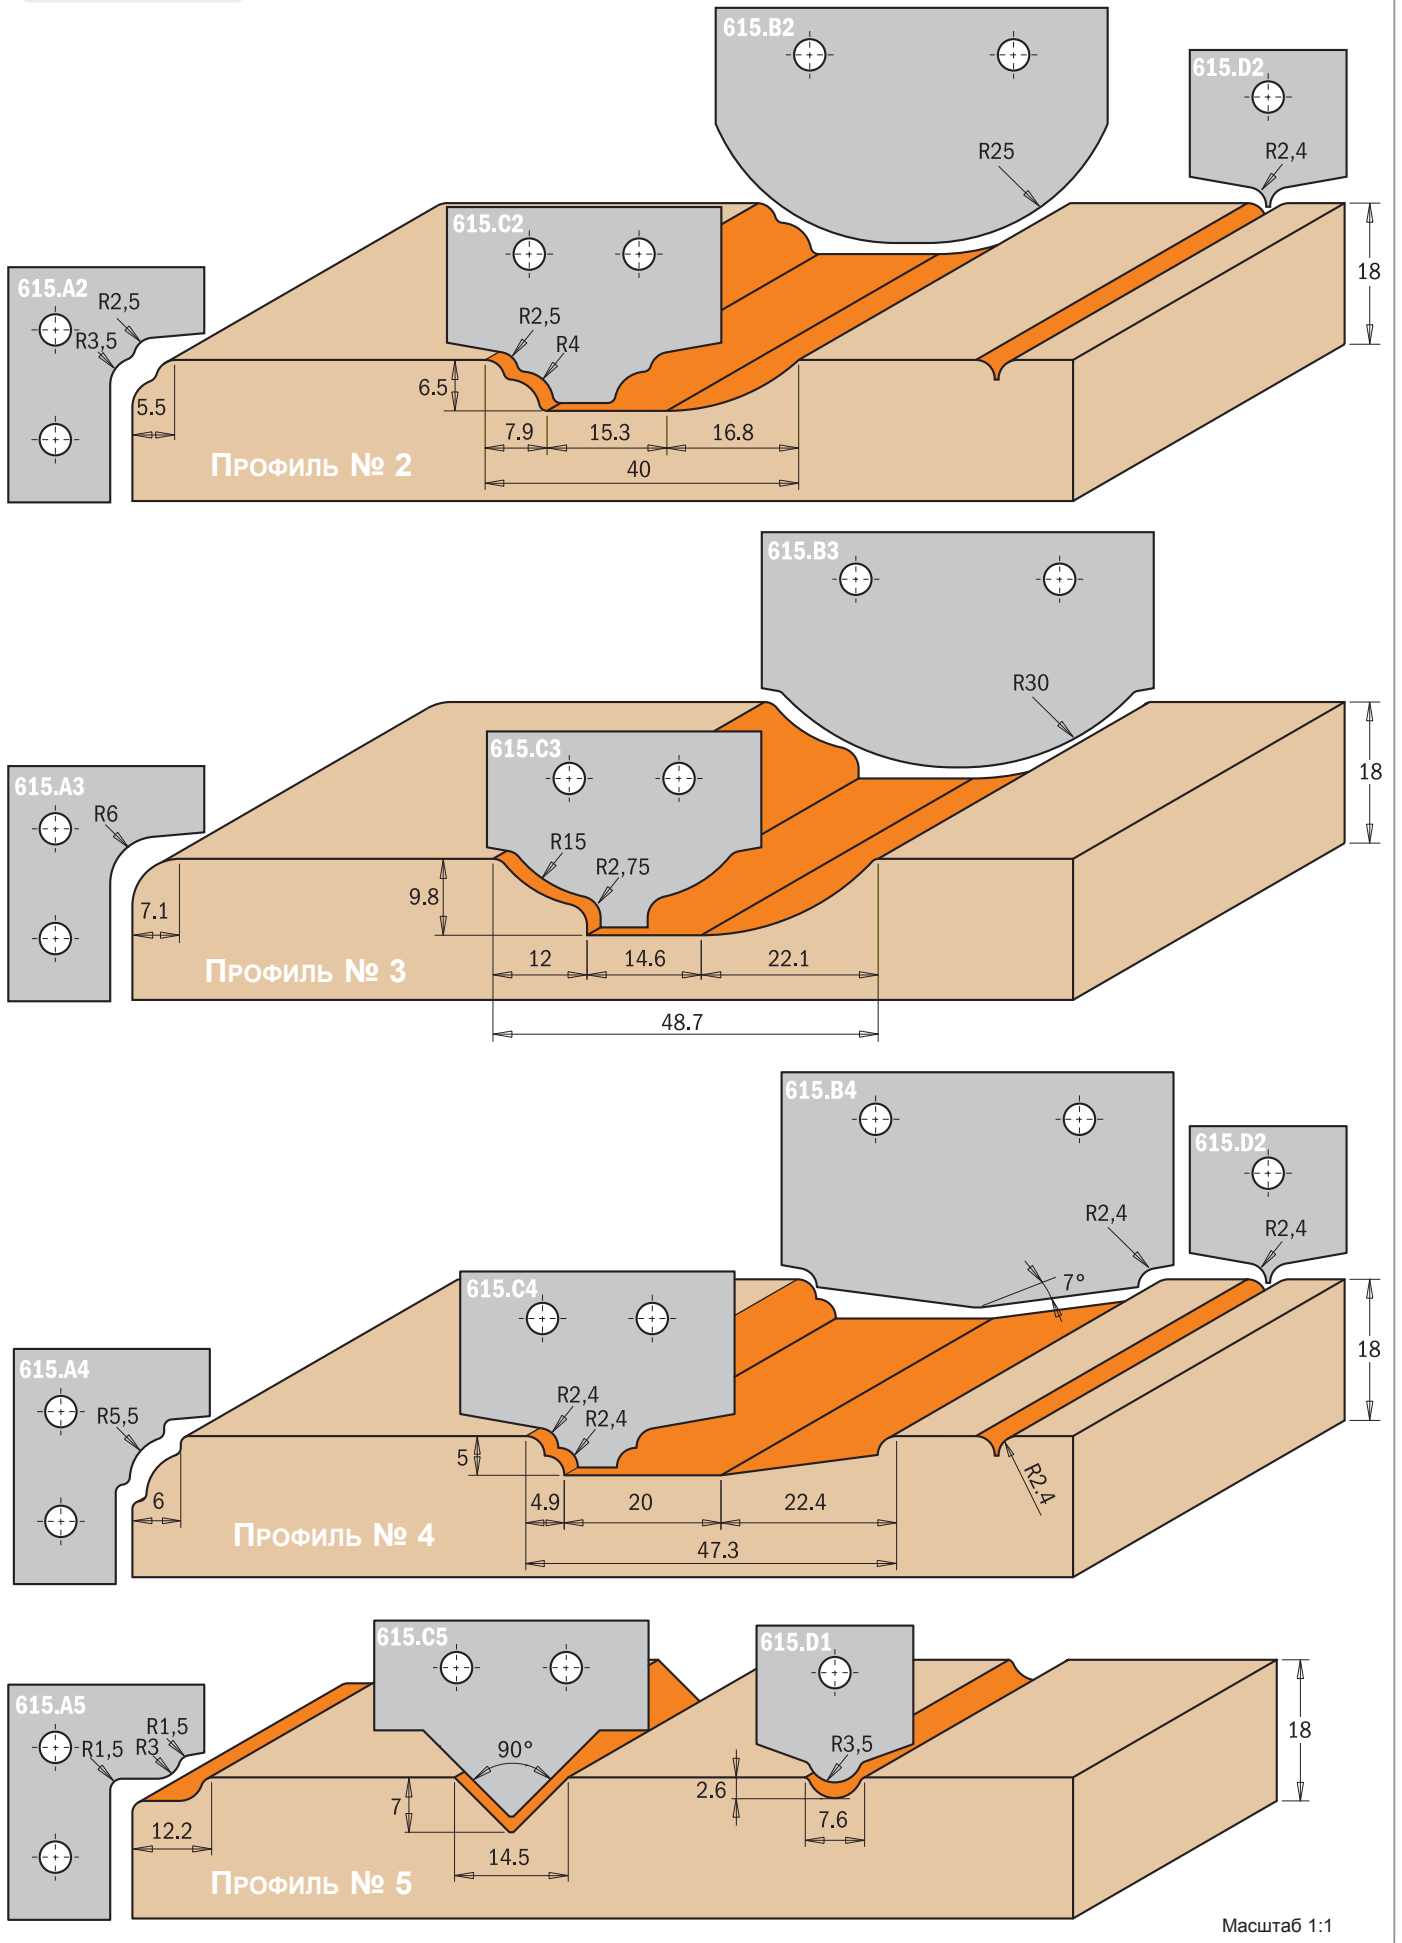 615.B2
615.D2
R25
R2,4
615.C2
18
615.A2
R2,5
R3,5
R2,5
R4
6.5
5.5
7.9
15.3
16.8
40
Профиль № 2
615.B3
R30
615.C3
18
615.A3
R6
R15
R2,75
9.8
7.1
12
14.6
22.1
Профиль № 3
48.7
615.B4
615.D2
R2,4
R2,4
7°
615.C4
18
615.A4
R5,5
R2,4
R2,4
5
6
4.9
20
22.4
R2.4
Профиль № 4
47.3
615.C5
615.D1
615.A5
R1,5
R3
R1,5
90°
R3,5
18
7
2.6
7.6
12.2
14.5
Профиль № 5
Масштаб 1:1